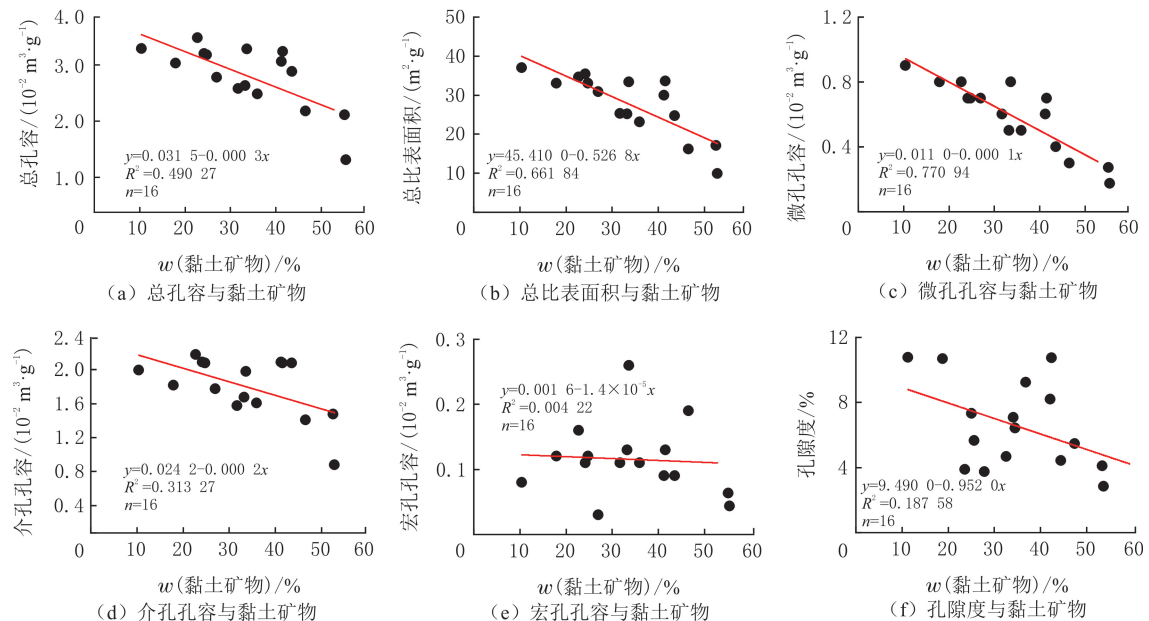 4.0
3.0
2.0
1.0
0
10 20 30 40 50 60
总孔容/(10⁻² m³·g⁻¹)
y=0.031 5-0.000 3x
R²=0.490 27
n=16
w(黏土矿物)/%
(a) 总孔容与黏土矿物
50
40
30
20
10
0
10 20 30 40 50 60
总比表面积/(m²·g⁻¹)
y=45.410 0-0.526 8x
R²=0.661 84
n=16
w(黏土矿物)/%
(b) 总比表面积与黏土矿物
1.2
0.8
0.4
0
10 20 30 40 50 60
微孔孔容/(10⁻² m³·g⁻¹)
y=0.011 0-0.000 1x
R²=0.770 94
n=16
w(黏土矿物)/%
(c) 微孔孔容与黏土矿物
2.4
2.0
1.6
1.2
0.8
0.4
0
10 20 30 40 50 60
介孔孔容/(10⁻² m³·g⁻¹)
y=0.024 2-0.000 2x
R²=0.313 27
n=16
w(黏土矿物)/%
(d) 介孔孔容与黏土矿物
0.3
0.2
0.1
0
10 20 30 40 50 60
宏孔孔容/(10⁻² m³·g⁻¹)
y=0.001 6-1.4×10⁻⁵x
R²=0.004 22
n=16
w(黏土矿物)/%
(e) 宏孔孔容与黏土矿物
12
8
4
0
10 20 30 40 50 60
孔隙度/%
y=9.490 0-0.952 0x
R²=0.187 58
n=16
w(黏土矿物)/%
(f) 孔隙度与黏土矿物